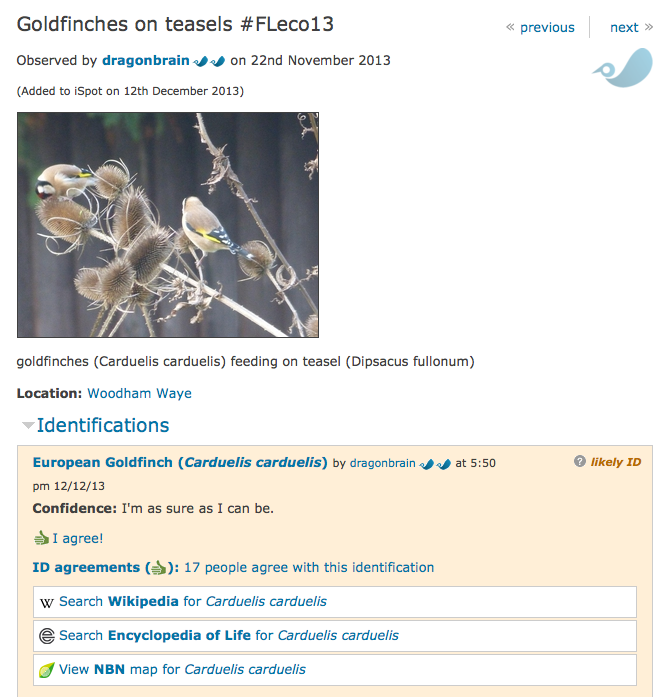 Goldfinches on teasels #FLeco13
« previous
next »
Observed by dragonbrain on 22nd November 2013
(Added to iSpot on 12th December 2013)
goldfinches (Carduelis carduelis) feeding on teasel (Dipsacus fullonum)
Location: Woodham Waye
Identifications
European Goldfinch (Carduelis carduelis) by dragonbrain at 5:50
pm 12/12/13
? likely ID
Confidence: I'm as sure as I can be.
I agree!
ID agreements ( ): 17 people agree with this identification
W Search Wikipedia for Carduelis carduelis
e Search Encyclopedia of Life for Carduelis carduelis
View NBN map for Carduelis carduelis